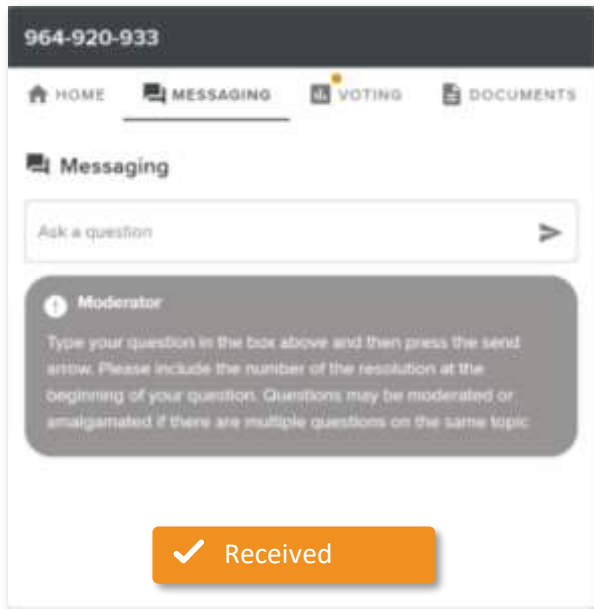 964-920-933
HOME MESSAGING VOTING DOCUMENTS
Messaging
Ask a question
Moderator
Type your question in the box above and then press the send
arrow. Please include the number of the resolution at the
beginning of your question. Questions may be moderated or
amalgamated if there are multiple questions on the same topic
Received